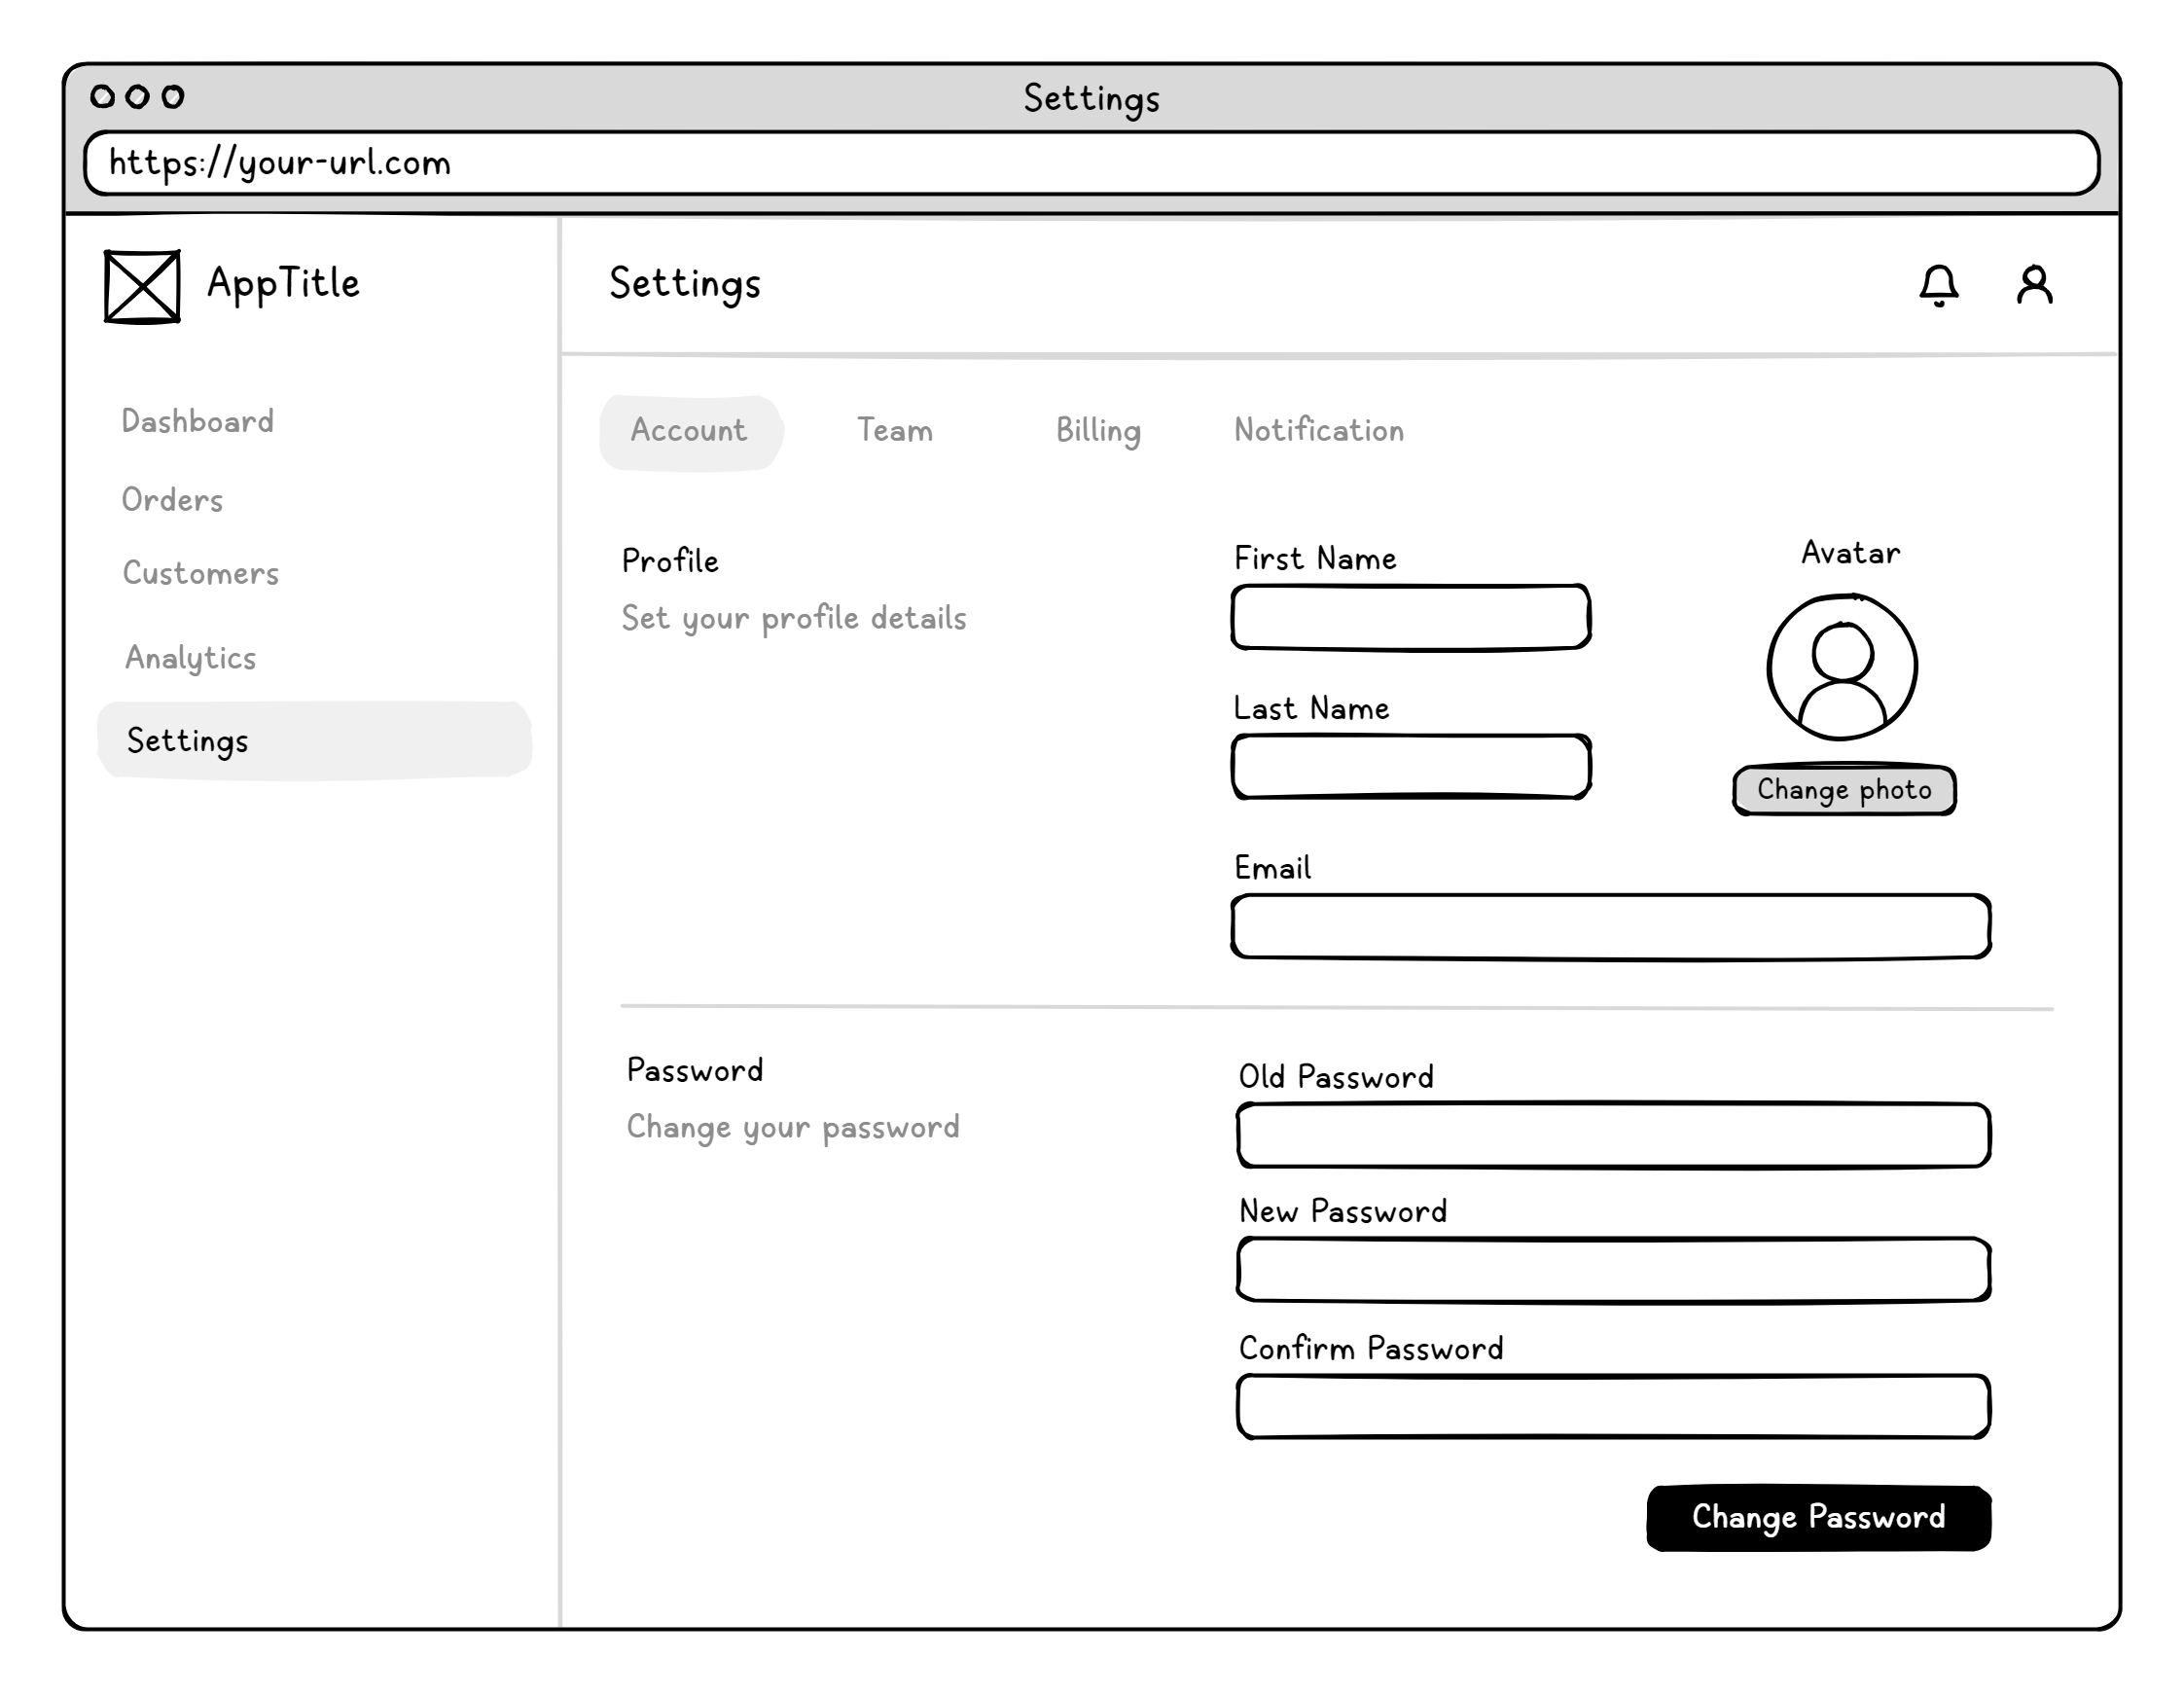 Settings
https://your-url.com
AppTitle
Settings
Dashboard
Orders
Customers
Analytics
Settings
Account
Team
Billing
Notification
Profile
Set your profile details
First Name
Last Name
Avatar
Change photo
Email
Password
Change your password
Old Password
New Password
Confirm Password
Change Password